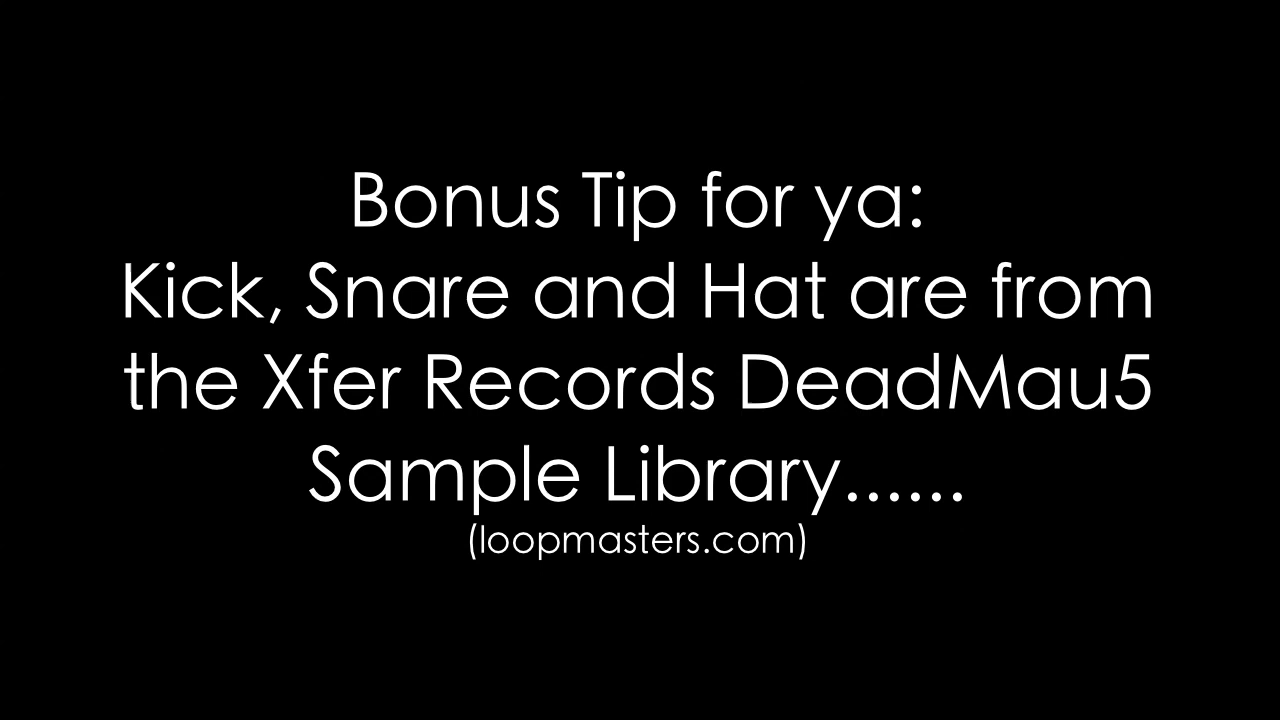 Bonus Tip for ya:
Kick, Snare and Hat are from
the Xfer Records DeadMau5
Sample Library......
(loopmasters.com)